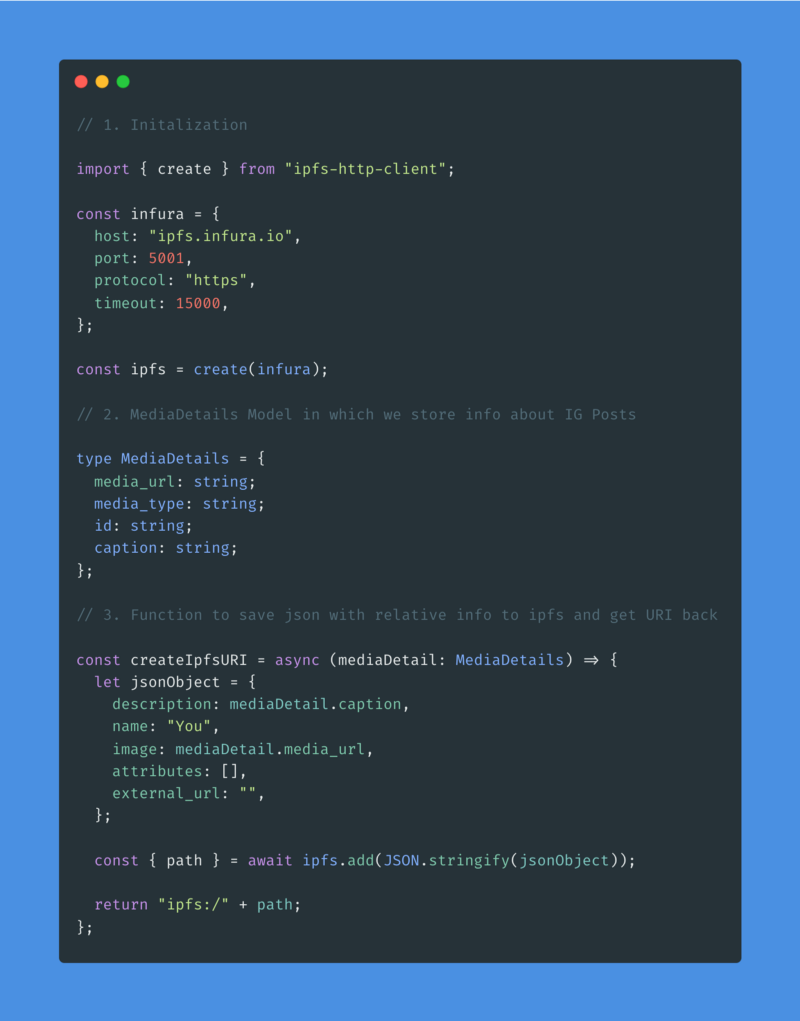 // 1. Initalization
import { create } from "ipfs-http-client";
const infura = {
  host: "ipfs.infura.io",
  port: 5001,
  protocol: "https",
  timeout: 15000,
};
const ipfs = create(infura);
// 2. MediaDetails Model in which we store info about IG Posts
type MediaDetails = {
  media_url: string;
  media_type: string;
  id: string;
  caption: string;
};
// 3. Function to save json with relative info to ipfs and get URI back
const createIpfsURI = async (mediaDetail: MediaDetails) => {
  let jsonObject = {
    description: mediaDetail.caption,
    name: "You",
    image: mediaDetail.media_url,
    attributes: [],
    external_url: "",
  };
  const { path } = await ipfs.add(JSON.stringify(jsonObject));
  return "ipfs:/" + path;
};